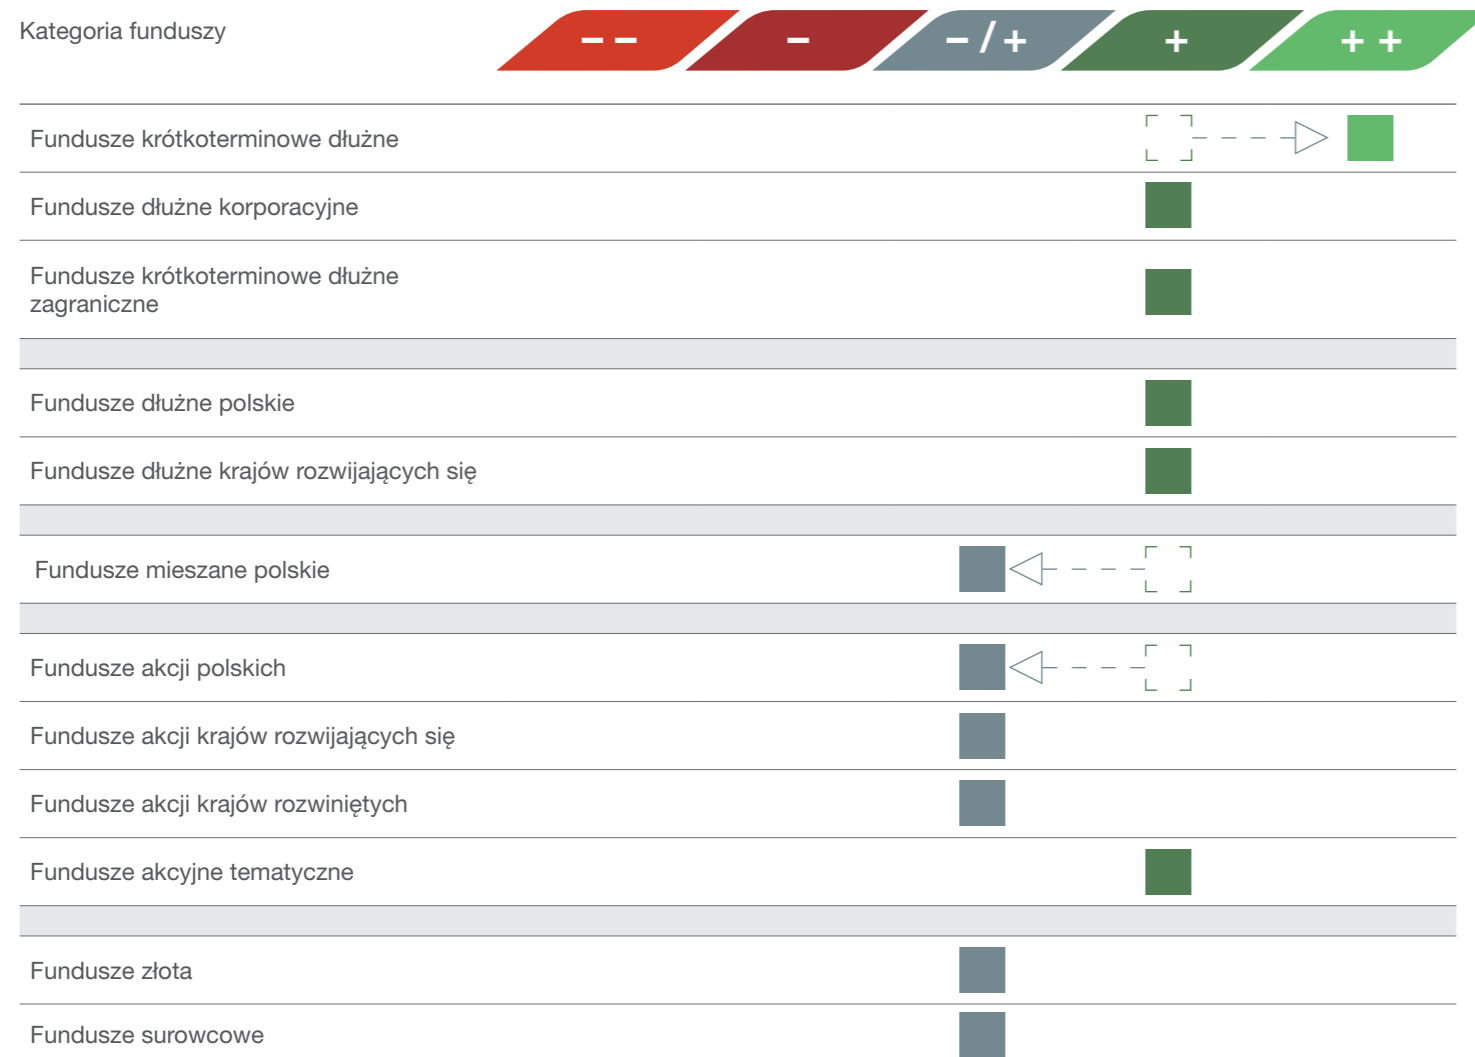 Kategoria funduszy – – – – / + + + +
Fundusze krótkoterminowe dłużne
Fundusze dłużne korporacyjne
Fundusze krótkoterminowe dłużne
zagraniczne
Fundusze dłużne polskie
Fundusze dłużne krajów rozwijających się
Fundusze mieszane polskie
Fundusze akcji polskich
Fundusze akcji krajów rozwijających się
Fundusze akcji krajów rozwiniętych
Fundusze akcyjne tematyczne
Fundusze złota
Fundusze surowcowe